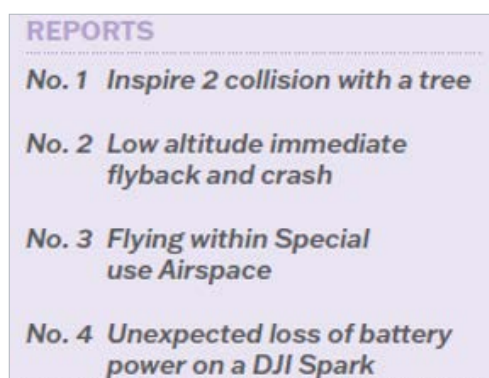 REPORTS
No. 1 Inspire 2 collision with a tree
No. 2 Low altitude immediate
flyback and crash
No. 3 Flying within Special
use Airspace
No. 4 Unexpected loss of battery
power on a DJI Spark